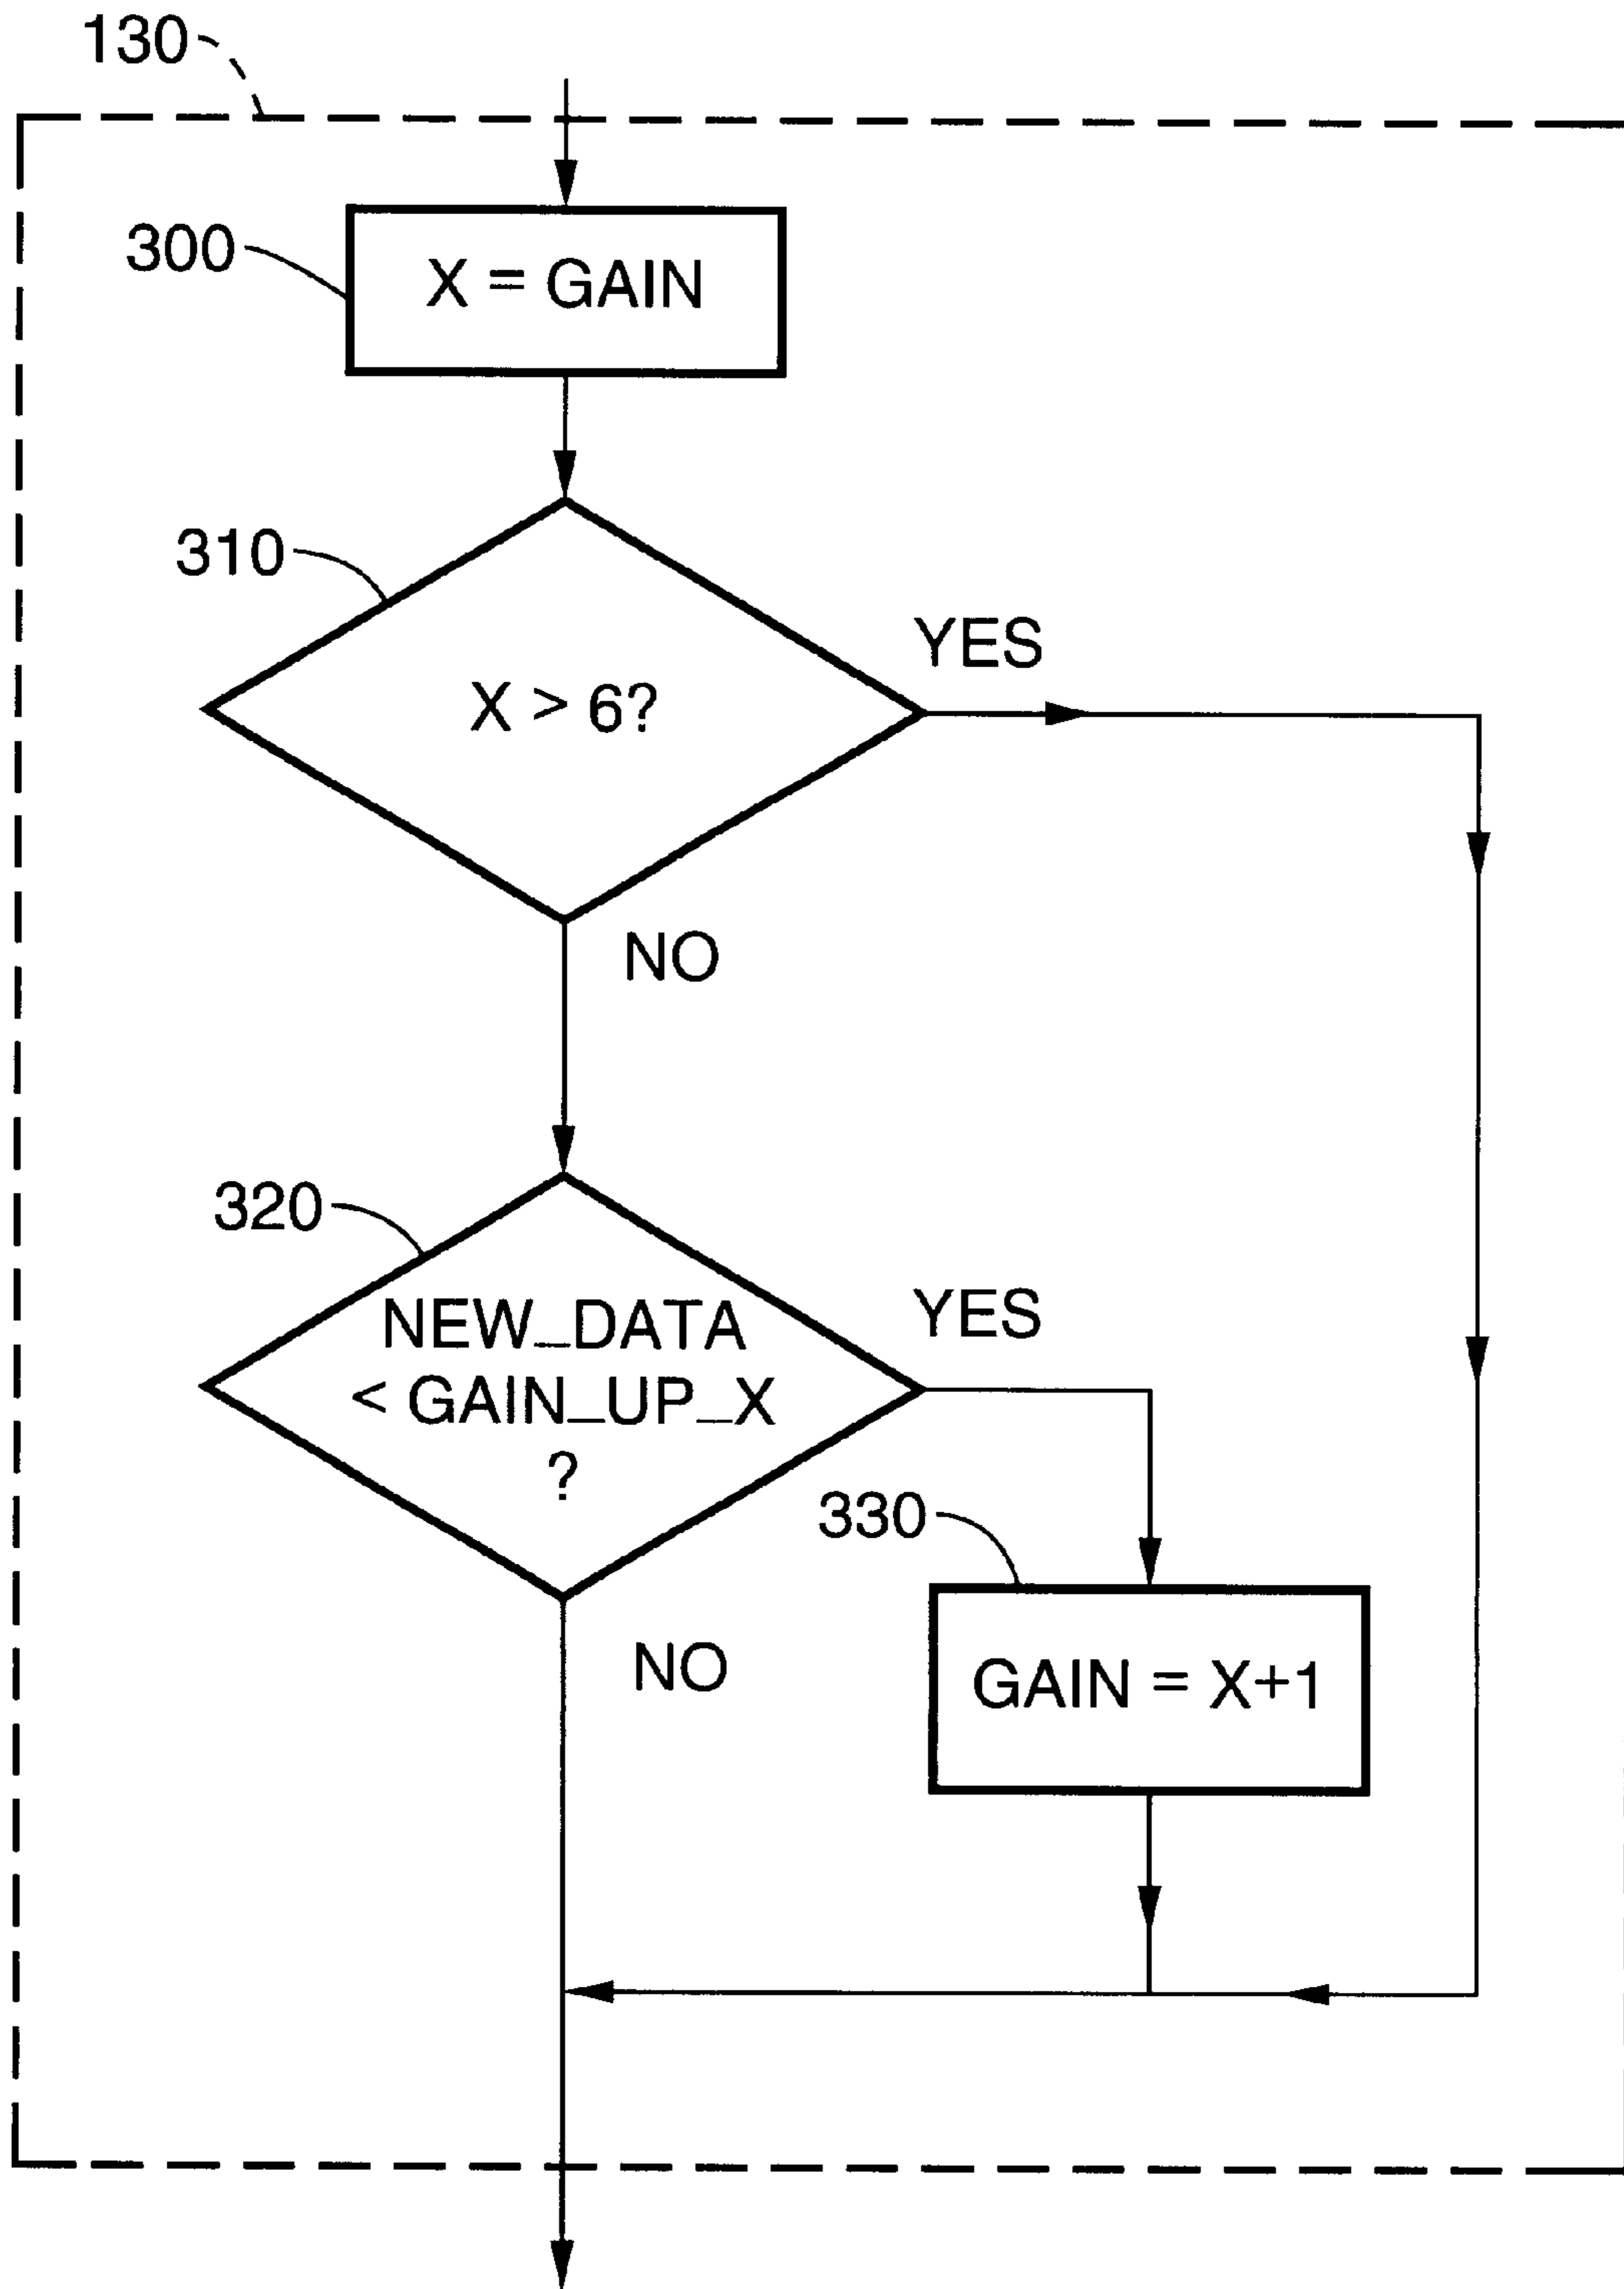 130
300
X = GAIN
310
YES
X > 6?
NO
320
YES
NEW_DATA
< GAIN_UP_X
?
330
NO
GAIN = X+1